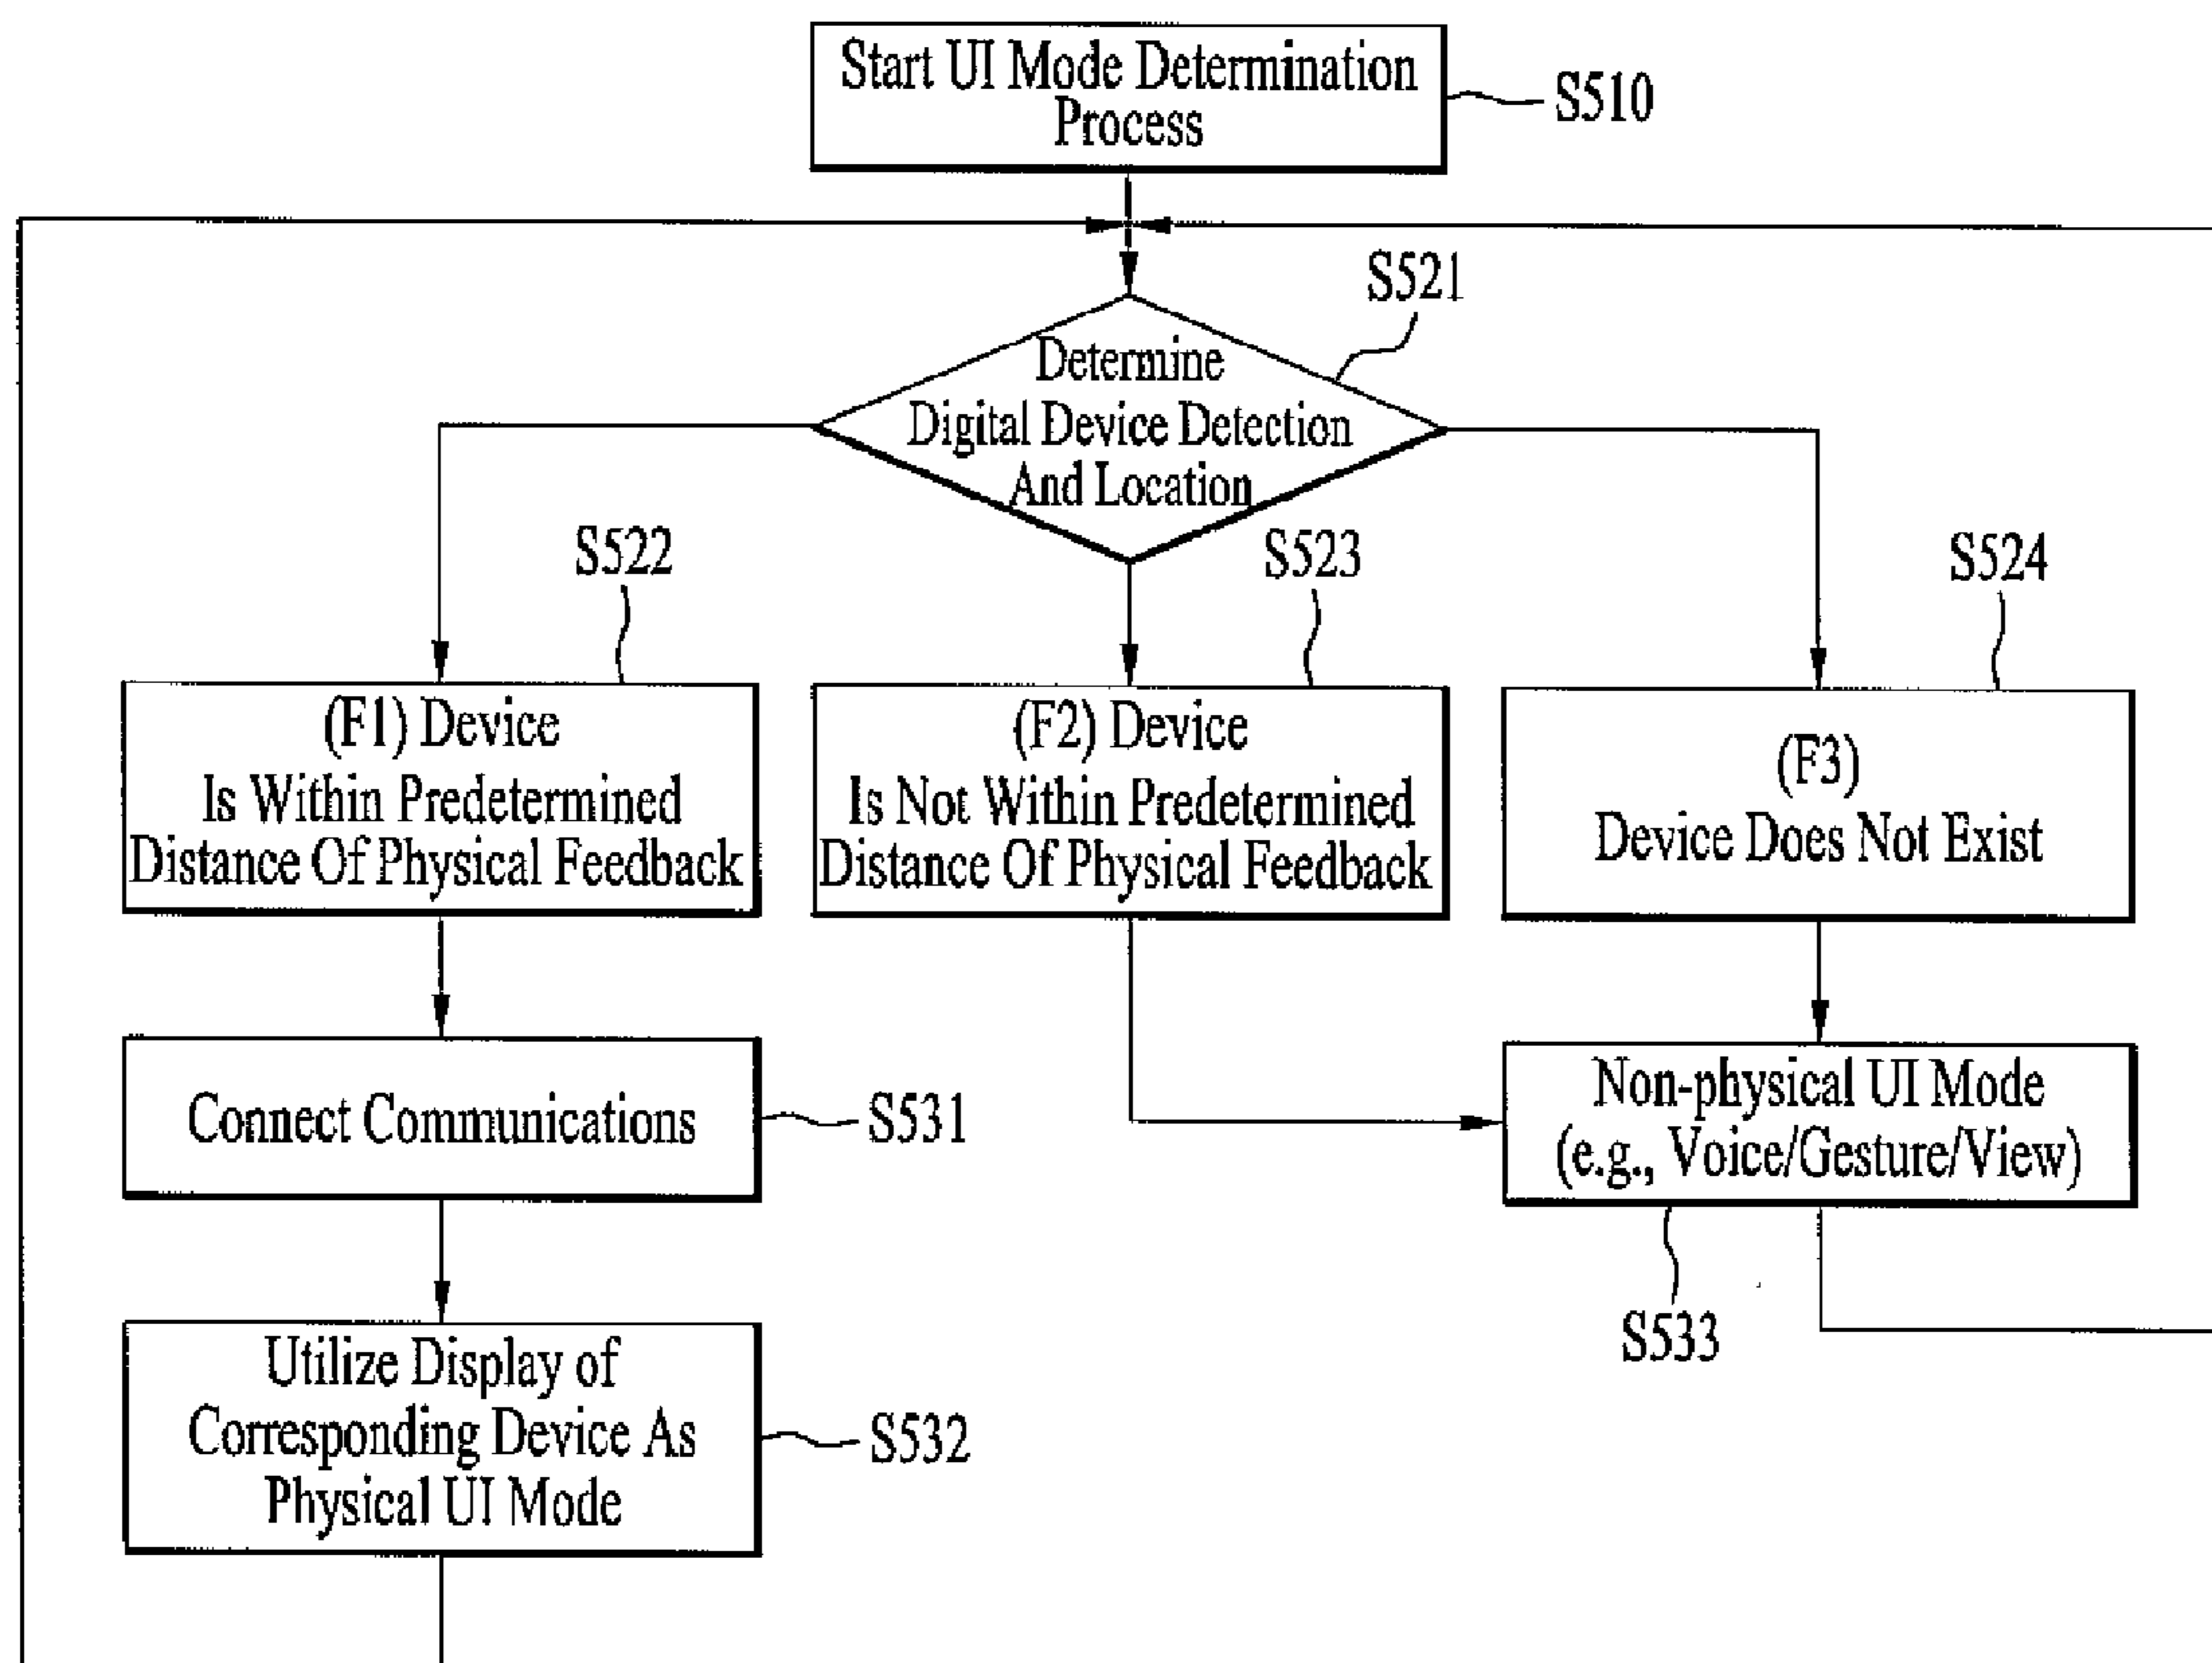 Start UI Mode Determination
Process
S510
S521
Determine
Digital Device Detection
And Location
S522
S523
S524
(F1) Device
Is Within Predetermined
Distance Of Physical Feedback
(F2) Device
Is Not Within Predetermined
Distance Of Physical Feedback
(F3)
Device Does Not Exist
Connect Communications
S531
Non-physical UI Mode
(e.g., Voice/Gesture/View)
S533
Utilize Display of
Corresponding Device As
Physical UI Mode
S532